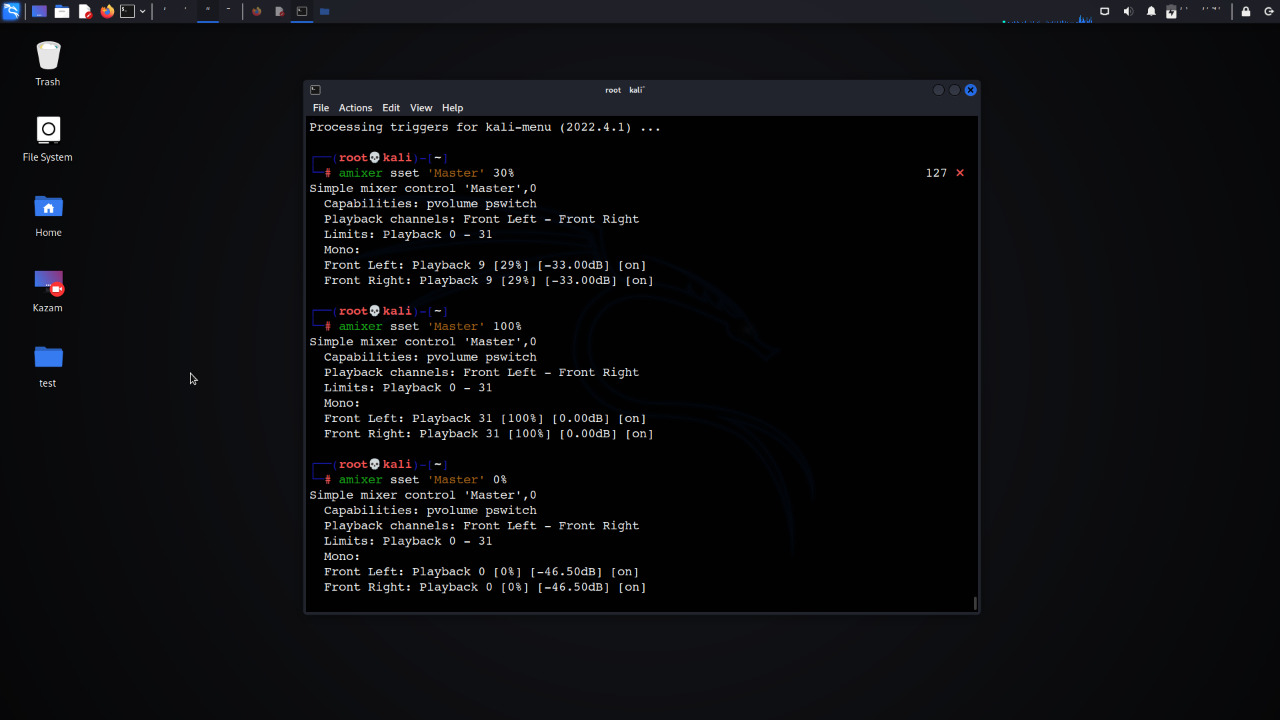 root kali
File Actions Edit View Help
Trash
File System
Home
Kazam
test
Processing triggers for kali-menu (2022.4.1) ...
┌──(root💀kali)-[~]
└─# amixer sset 'Master' 30% 127 ✕
Simple mixer control 'Master',0
Capabilities: pvolume pswitch
Playback channels: Front Left - Front Right
Limits: Playback 0 - 31
Mono:
Front Left: Playback 9 [29%] [-33.00dB] [on]
Front Right: Playback 9 [29%] [-33.00dB] [on]
┌──(root💀kali)-[~]
└─# amixer sset 'Master' 100%
Simple mixer control 'Master',0
Capabilities: pvolume pswitch
Playback channels: Front Left - Front Right
Limits: Playback 0 - 31
Mono:
Front Left: Playback 31 [100%] [0.00dB] [on]
Front Right: Playback 31 [100%] [0.00dB] [on]
┌──(root💀kali)-[~]
└─# amixer sset 'Master' 0%
Simple mixer control 'Master',0
Capabilities: pvolume pswitch
Playback channels: Front Left - Front Right
Limits: Playback 0 - 31
Mono:
Front Left: Playback 0 [0%] [-46.50dB] [on]
Front Right: Playback 0 [0%] [-46.50dB] [on]